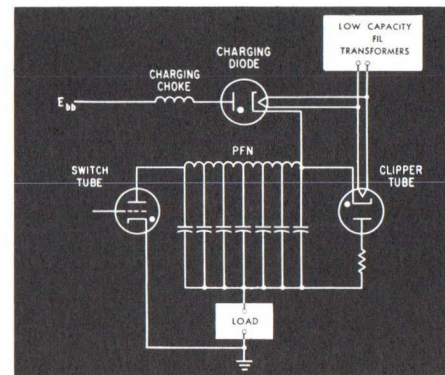 LOW CAPACITY
FIL
TRANSFORMERS
CHARGING
DIODE
CHARGING
CHOKE
Ebb
PFN
SWITCH
TUBE
CLIPPER
TUBE
LOAD